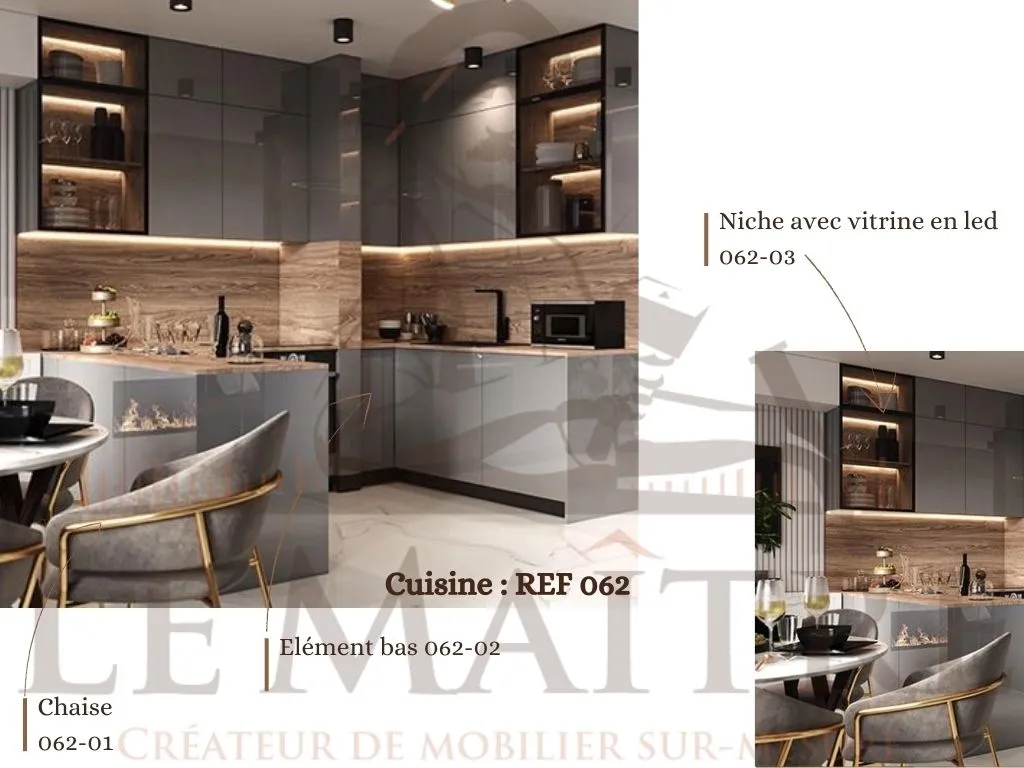 Niche avec vitrine en led
062-03
Cuisine : REF 062
Elément bas 062-02
LE MAÎTRE
Chaise
062-01
CRÉATEUR DE MOBILIER SUR-M